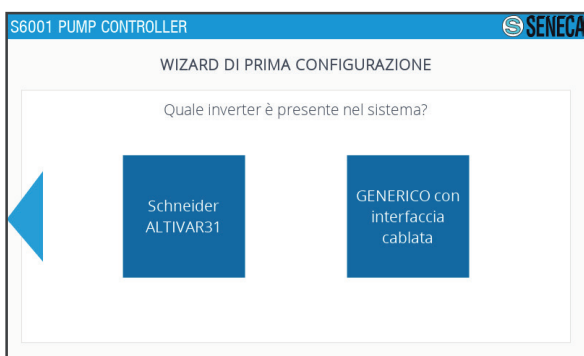 S6001 PUMP CONTROLLER
S SENECA
WIZARD DI PRIMA CONFIGURAZIONE
Quale inverter è presente nel sistema?
Schneider
ALTIVAR31
GENERICO con
interfaccia
cablata